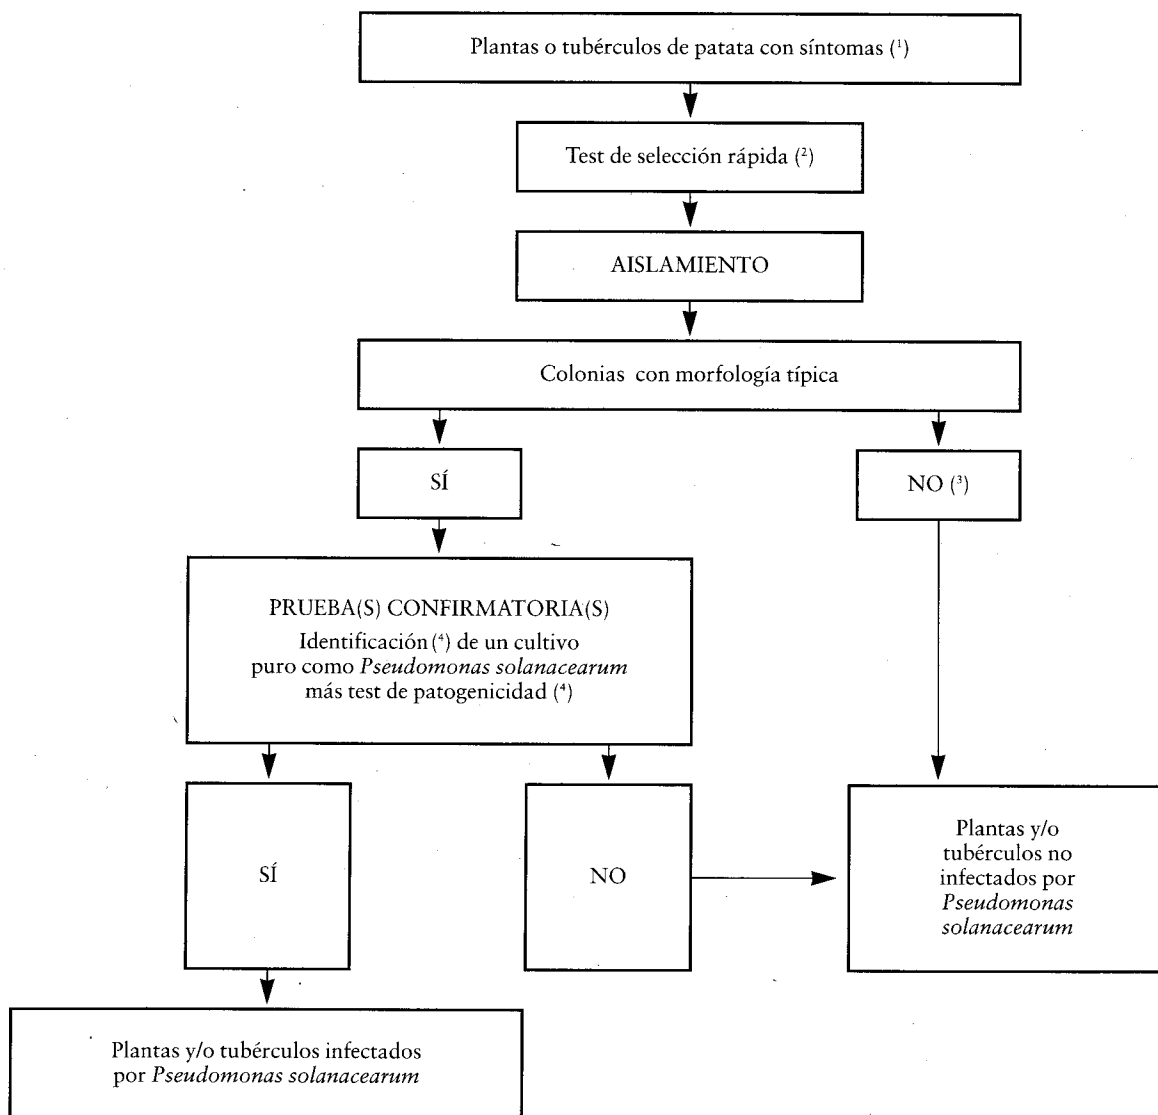 Plantas o tubérculos de patata con síntomas (¹)
Test de selección rápida (²)
AISLAMIENTO
Colonias con morfología típica
SÍ
NO (³)
PRUEBA(S) CONFIRMATORIA(S)
Identificación (⁴) de un cultivo
puro como Pseudomonas solanacearum
más test de patogenicidad (⁴)
SÍ
NO
Plantas y/o
tubérculos no
infectados por
Pseudomonas
solanacearum
Plantas y/o tubérculos infectados
por Pseudomonas solanacearum